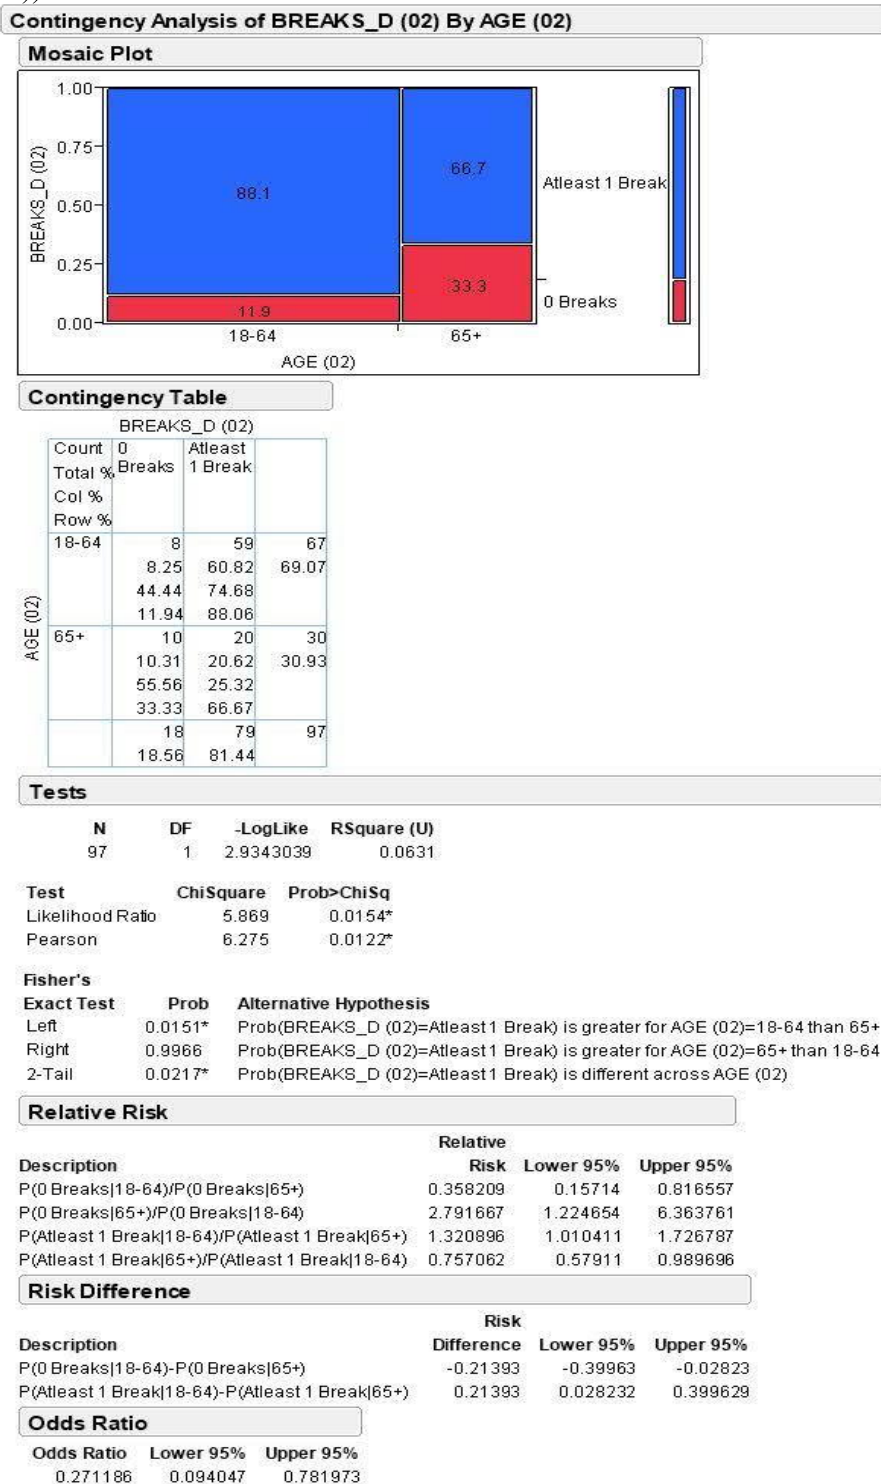 Contingency Analysis of BREAKS_D (02) By AGE (02)
Mosaic Plot
1.00
0.75
0.50
0.25
0.00
BREAKS_D (02)
88.1
66.7
11.9
33.3
Atleast 1 Break
0 Breaks
18-64 65+
AGE (02)
Contingency Table
BREAKS_D (02)
AGE (02)
Count 0 Atleast
Total % Breaks 1 Break
Col %
Row %
18-64 8 59 67
8.25 60.82 69.07
44.44 74.68
11.94 88.06
65+ 10 20 30
10.31 20.62 30.93
55.56 25.32
33.33 66.67
18 79 97
18.56 81.44
Tests
N DF -LogLike RSquare (U)
97 1 2.9343039 0.0631
Test ChiSquare Prob>ChiSq
Likelihood Ratio 5.869 0.0154*
Pearson 6.275 0.0122*
Fisher's
Exact Test Prob Alternative Hypothesis
Left 0.0151* Prob(BREAKS_D (02)=Atleast 1 Break) is greater for AGE (02)=18-64 than 65+
Right 0.9966 Prob(BREAKS_D (02)=Atleast 1 Break) is greater for AGE (02)=65+ than 18-64
2-Tail 0.0217* Prob(BREAKS_D (02)=Atleast 1 Break) is different across AGE (02)
Relative Risk
Relative
Description Risk Lower 95% Upper 95%
P(0 Breaks|18-64)/P(0 Breaks|65+) 0.358209 0.15714 0.816557
P(0 Breaks|65+)/P(0 Breaks|18-64) 2.791667 1.224654 6.363761
P(Atleast 1 Break|18-64)/P(Atleast 1 Break|65+) 1.320896 1.010411 1.726787
P(Atleast 1 Break|65+)/P(Atleast 1 Break|18-64) 0.757062 0.57911 0.989696
Risk Difference
Risk
Description Difference Lower 95% Upper 95%
P(0 Breaks|18-64)-P(0 Breaks|65+) -0.21393 -0.39963 -0.02823
P(Atleast 1 Break|18-64)-P(Atleast 1 Break|65+) 0.21393 0.028232 0.399629
Odds Ratio
Odds Ratio Lower 95% Upper 95%
0.271186 0.094047 0.781973